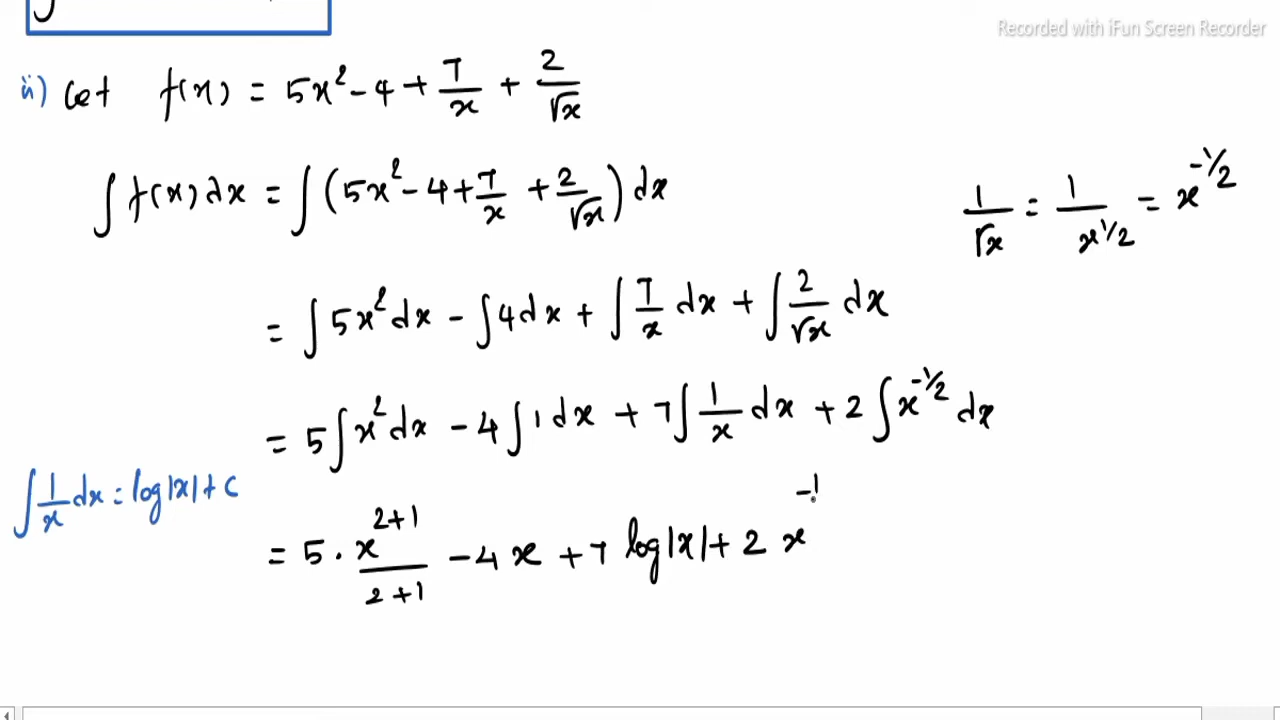 Recorded with iFun Screen Recorder
ii) Let f(x) = 5x² - 4 + 7/x + 2/√x
∫ f(x) dx = ∫ (5x² - 4 + 7/x + 2/√x) dx
1/√x = 1/x^1/2 = x^-1/2
= ∫ 5x² dx - ∫ 4 dx + ∫ 7/x dx + ∫ 2/√x dx
= 5 ∫ x² dx - 4 ∫ 1 dx + 7 ∫ 1/x dx + 2 ∫ x^-1/2 dx
∫ 1/x dx = log|x| + c
= 5 · x^2+1/2+1 - 4x + 7 log|x| + 2 x^-1